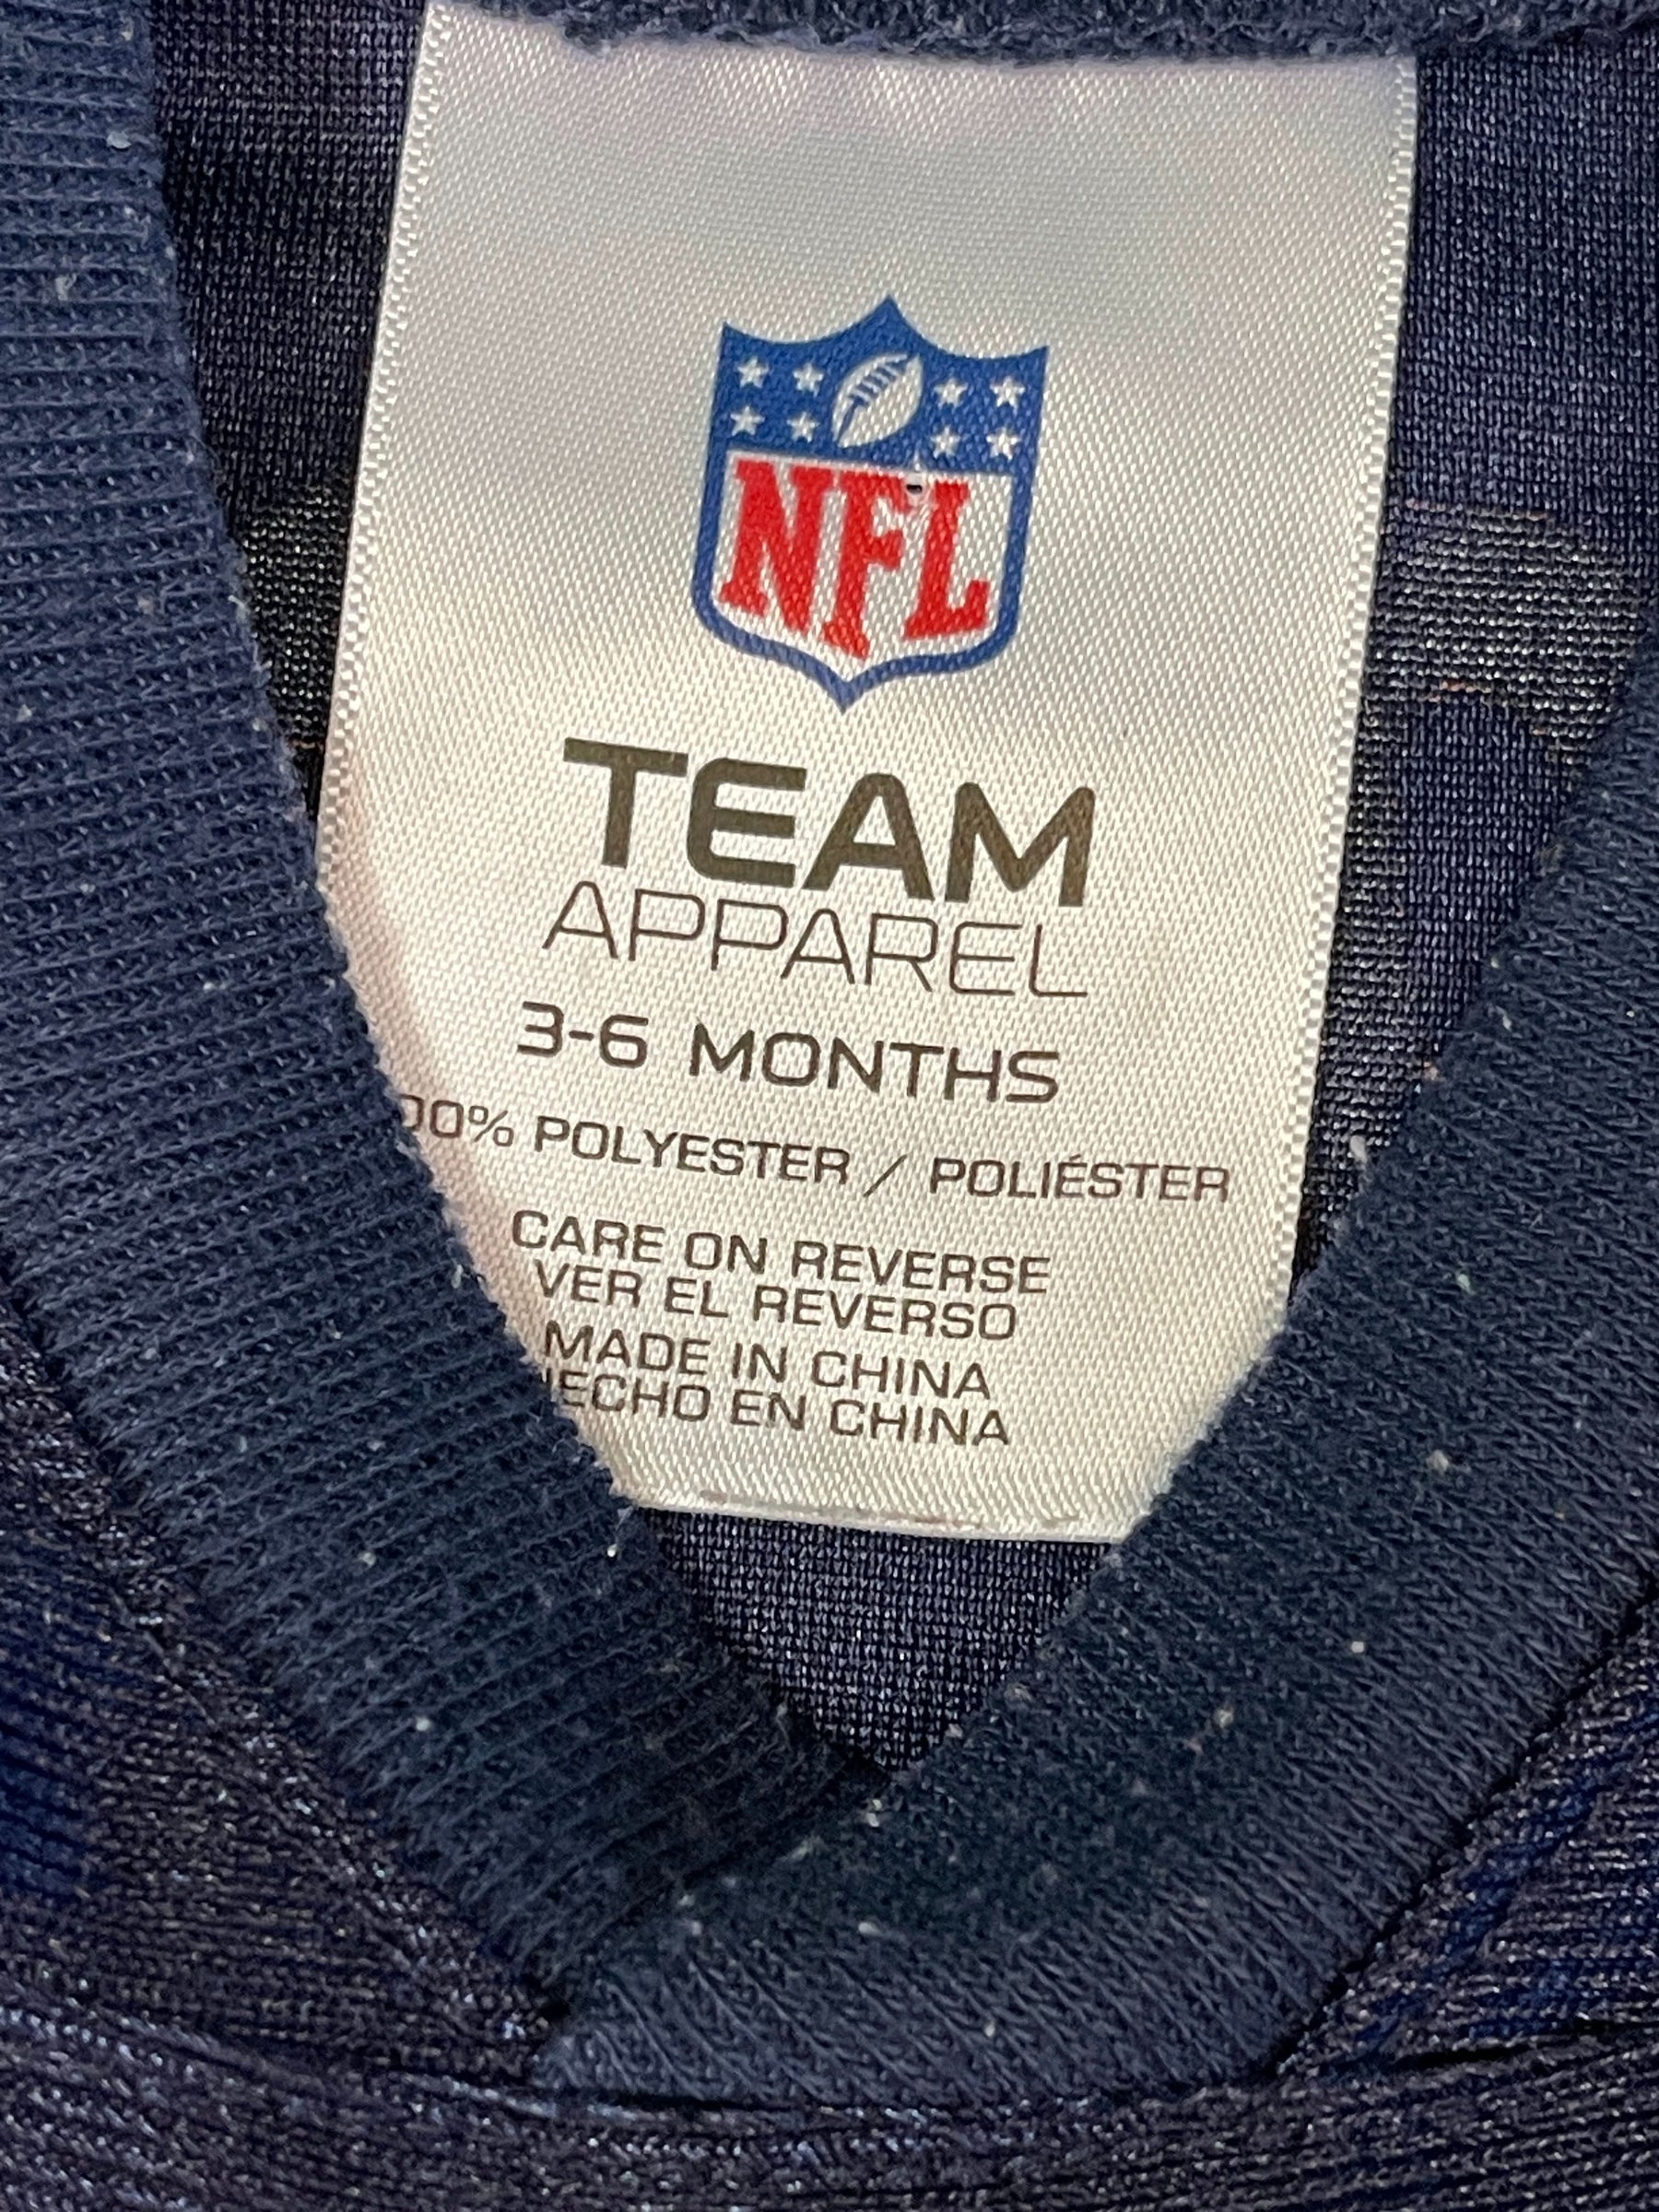 NFL
TEAM
APPAREL
3-6 MONTHS
00% POLYESTER / POLIÉSTER
CARE ON REVERSE
VER EL REVERSO
MADE IN CHINA
HECHO EN CHINA